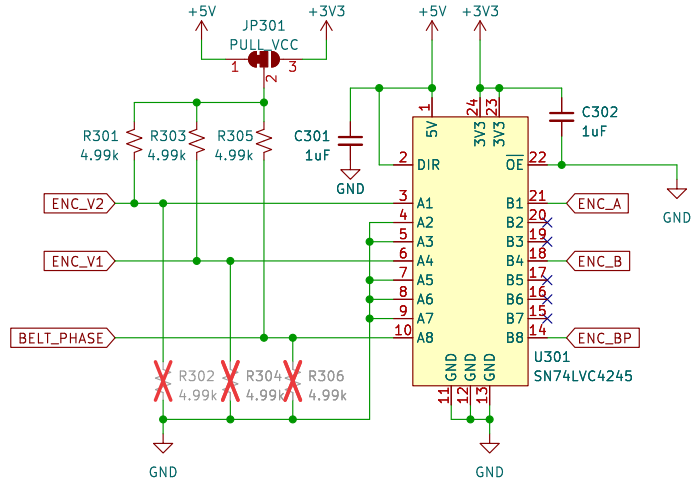 +5V
+3V3
JP301
PULL_VCC
1
2
3
+5V
+3V3
R301
4.99k
R303
4.99k
R305
4.99k
C301
1uF
GND
C302
1uF
GND
1
24
23
5V
3V3
3V3
2
DIR
OE
22
ENC_V2
3
A1
B1
21
ENC_A
4
A2
B2
20
5
A3
B3
19
ENC_V1
6
A4
B4
18
ENC_B
7
A5
B5
17
8
A6
B6
16
9
A7
B7
15
BELT_PHASE
10
A8
B8
14
ENC_BP
GND
GND
GND
11
12
13
U301
SN74LVC4245
R302
4.99k
R304
4.99k
R306
4.99k
GND
GND